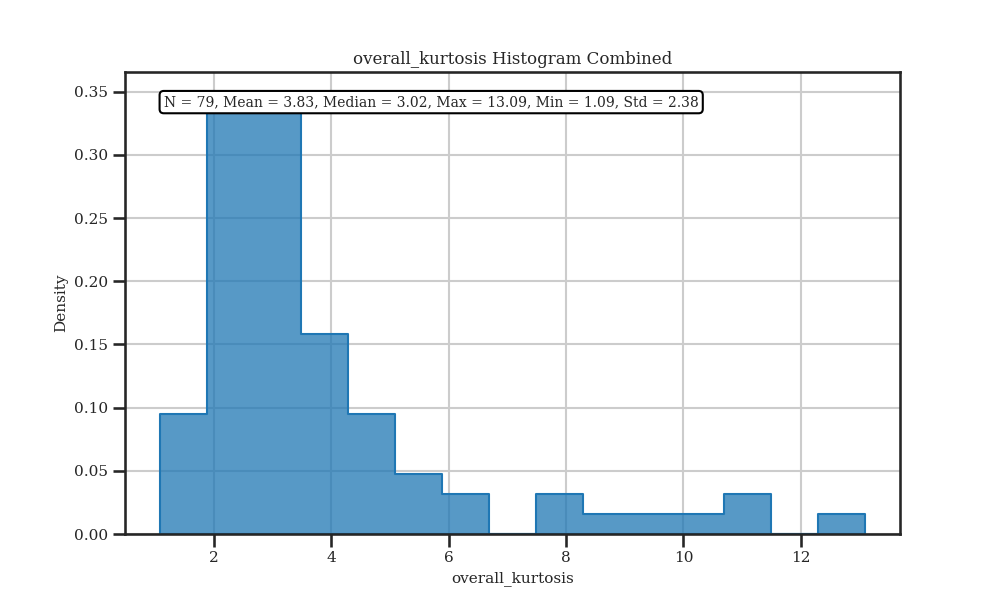 overall_kurtosis Histogram Combined
N = 79, Mean = 3.83, Median = 3.02, Max = 13.09, Min = 1.09, Std = 2.38
0.35
0.30
0.25
0.20
0.15
0.10
0.05
0.00
Density
2 4 6 8 10 12
overall_kurtosis